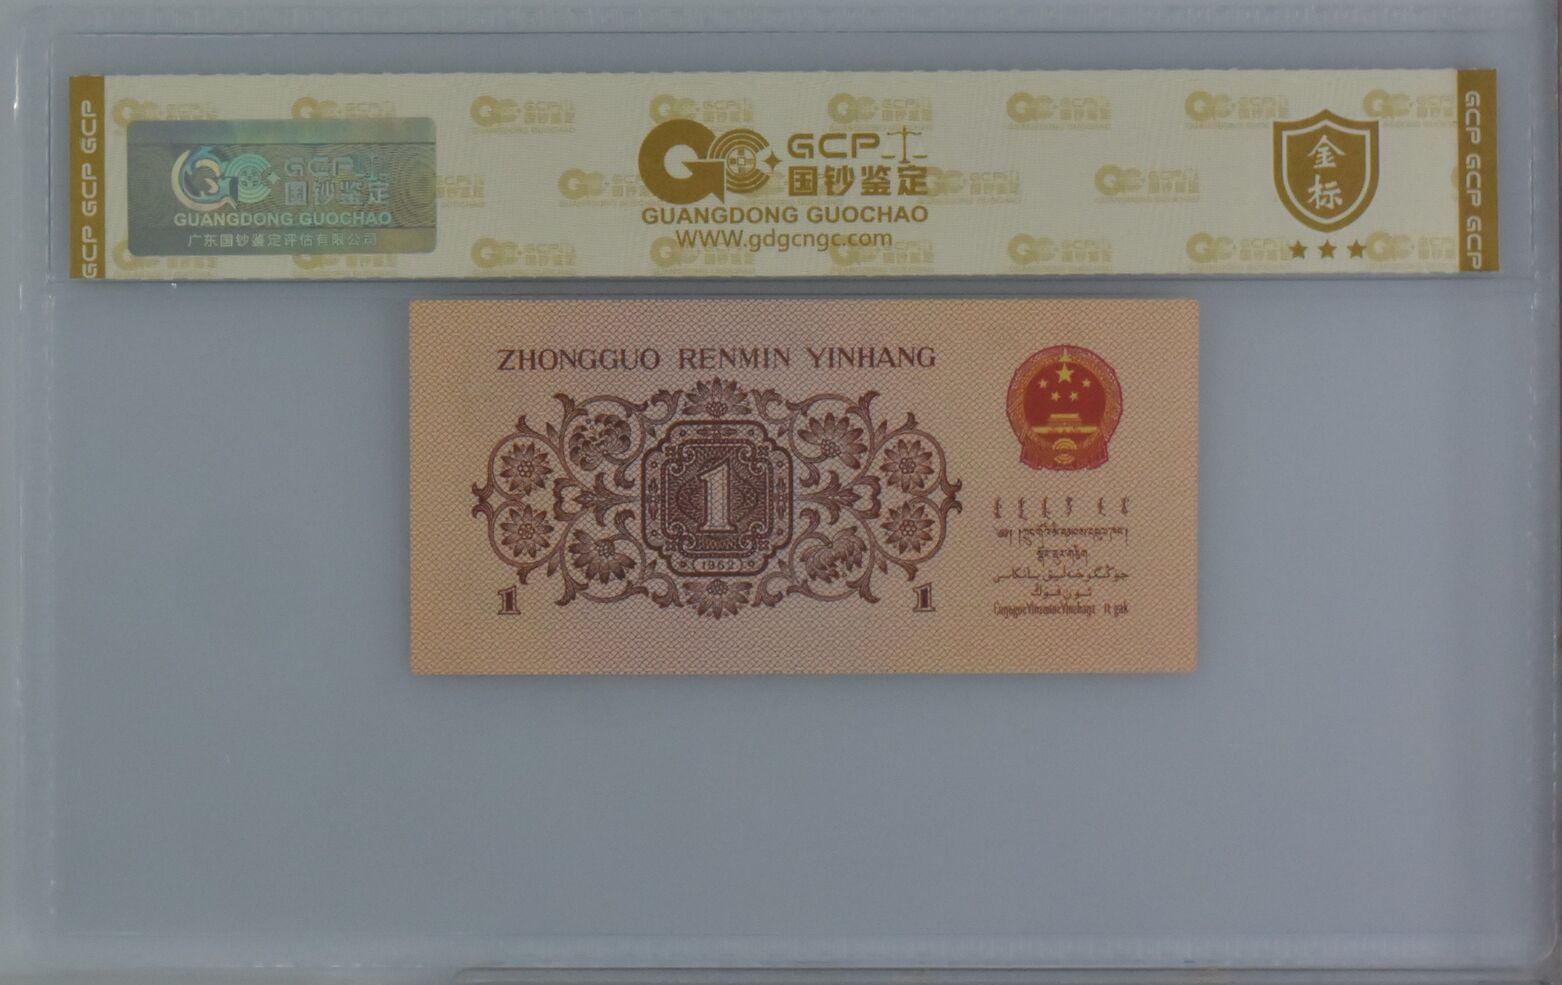 GCP GCP GCP
GCP 国钞鉴定
GUANGDONG GUOCHAO
广东国钞鉴定评估有限公司
GCP
国钞鉴定
GUANGDONG GUOCHAO
www.gdgcngc.com
金标
GCP GCP GCP
ZHONGGUO RENMIN YINHANG
1
(1962)
1 1